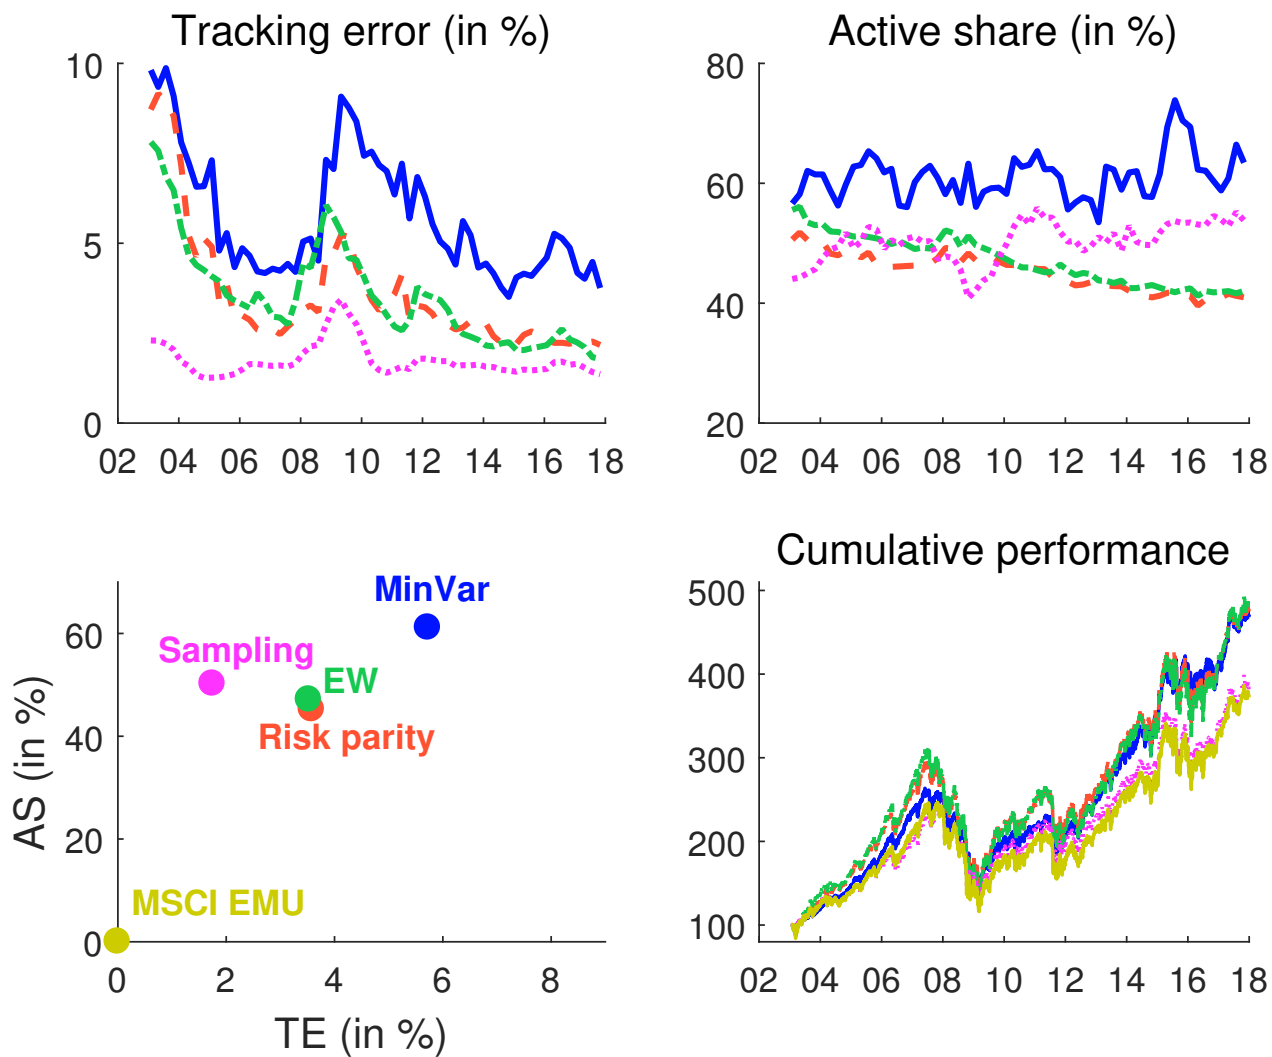 Tracking error (in %)
10
5
0
02 04 06 08 10 12 14 16 18
Active share (in %)
80
60
40
20
02 04 06 08 10 12 14 16 18
MinVar
Sampling
EW
Risk parity
MSCI EMU
AS (in %)
60
40
20
0
0 2 4 6 8
TE (in %)
Cumulative performance
500
400
300
200
100
02 04 06 08 10 12 14 16 18